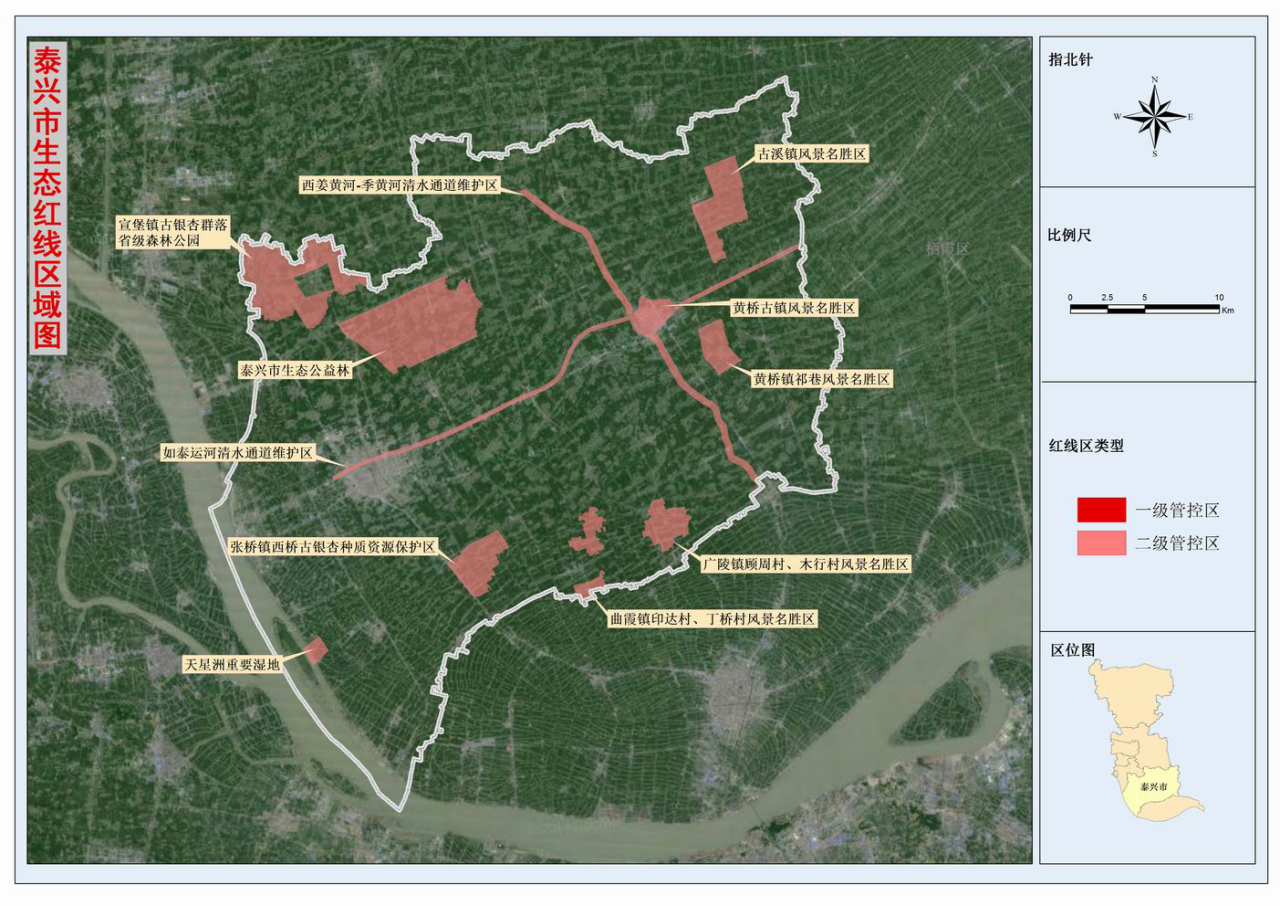 泰兴市生态红线区域图
古溪镇风景名胜区
西姜黄河-季黄河清水通道维护区
宣堡镇古银杏群落
省级森林公园
栖霞区
黄桥古镇风景名胜区
泰兴市生态公益林
黄桥镇祁巷风景名胜区
如泰运河清水通道维护区
张桥镇西桥古银杏种质资源保护区
广陵镇顾周村、木行村风景名胜区
曲霞镇印达村、丁桥村风景名胜区
天星洲重要湿地
指北针
N
W
E
S
比例尺
0 2.5 5 10
Km
红线区类型
一级管控区
二级管控区
区位图
泰兴市